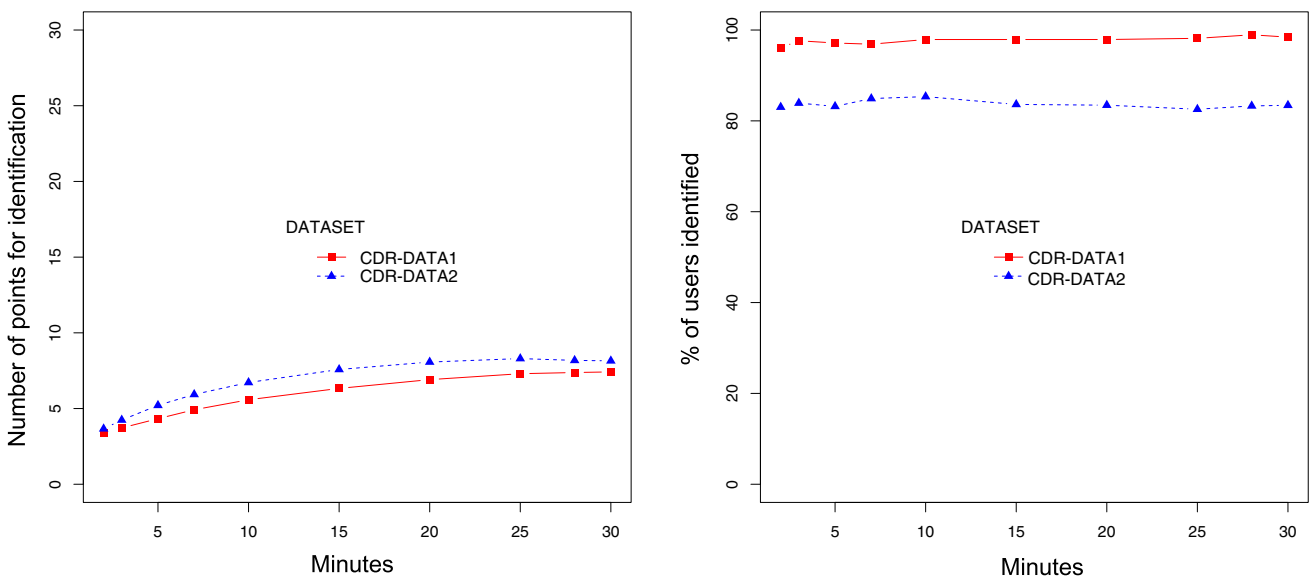 Number of points for identification
30
25
20
15
10
5
0
DATASET
CDR-DATA1
CDR-DATA2
5 10 15 20 25 30
Minutes
% of users identified
100
80
60
40
20
0
DATASET
CDR-DATA1
CDR-DATA2
5 10 15 20 25 30
Minutes